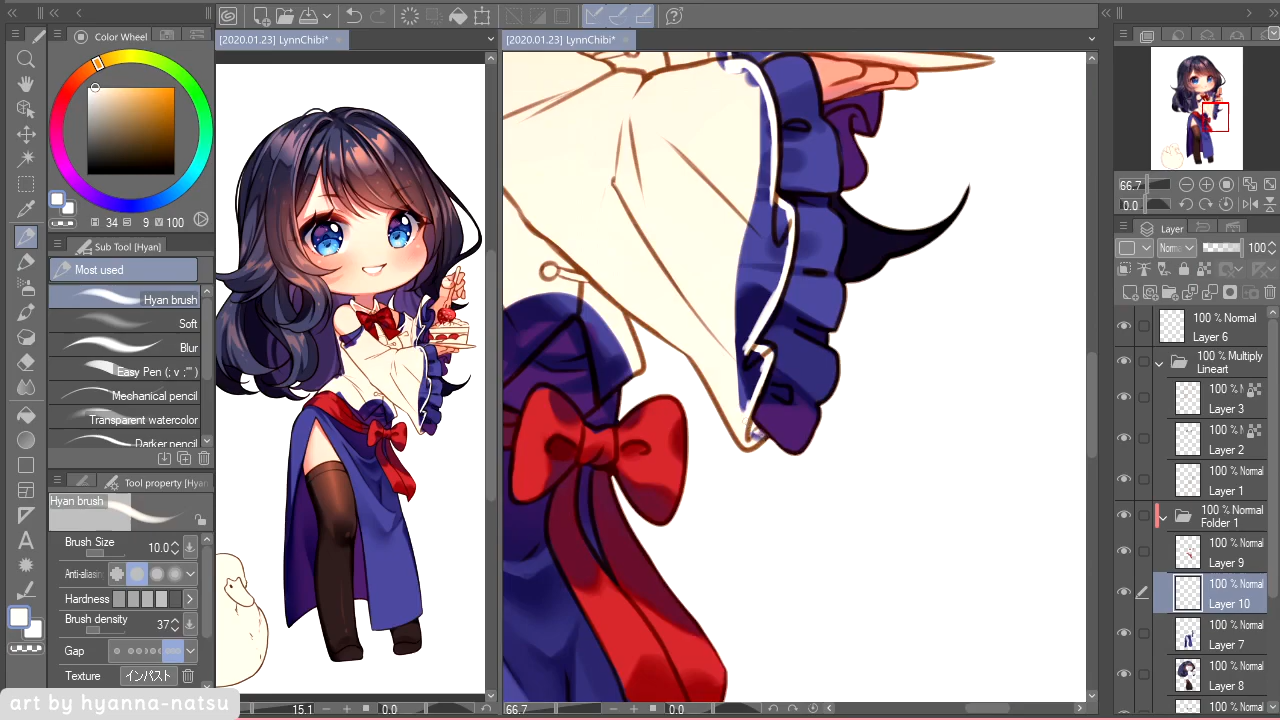 [2020.01.23] LynnChibi*
[2020.01.23] LynnChibi*
Color Wheel
H 34 S 9 V 100
Sub Tool [Hyan]
Most used
Hyan brush
Soft
Blur
Easy Pen (; v ;''')
Mechanical pencil
Transparent watercolor
Darker pencil
Tool property [Hyan
Hyan brush
Brush Size 10.0
Anti-aliasin
Hardness
Brush density 37
Gap
Texture インパスト
art by hyanna-natsu
15.1 0.0
66.7 0.0
66.7
0.0
Layer
Norm 100
100 % Normal
Layer 6
100 % Multiply
Lineart
100 % N
Layer 3
100 % N
Layer 2
100 % Normal
Layer 1
100 % Normal
Folder 1
100 % Normal
Layer 9
100 % Normal
Layer 10
100 % Normal
Layer 7
100 % Normal
Layer 8
100 % Normal